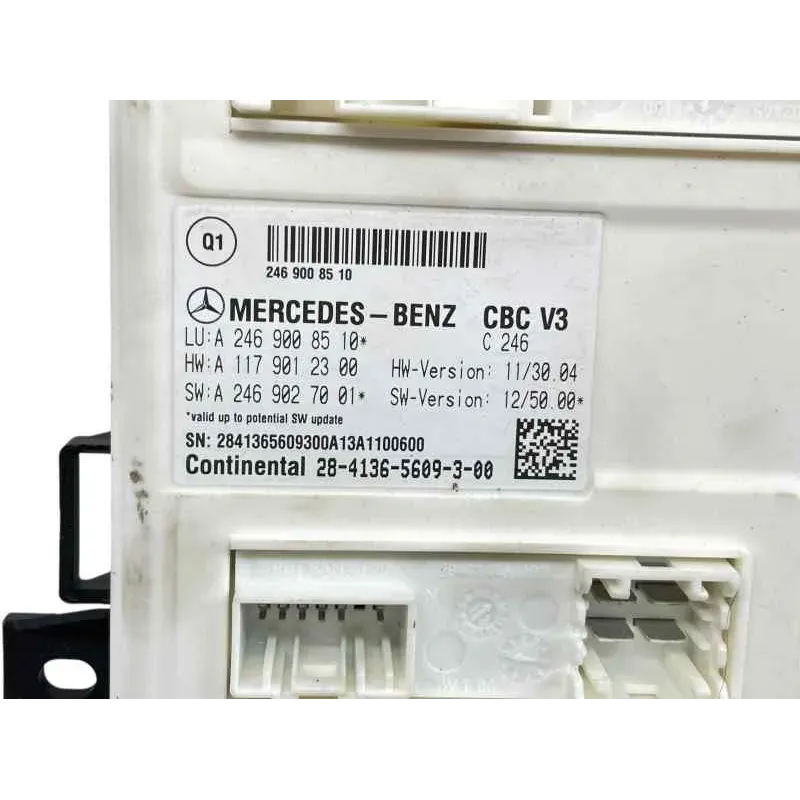 Q1
246 900 85 10
MERCEDES-BENZ CBC V3
LU:A 246 900 85 10* C 246
HW:A 117 901 23 00 HW-Version: 11/30.04
SW:A 246 902 70 01* SW-Version: 12/50.00*
*valid up to potential SW update
SN: 2841365609300A13A1100600
Continental 28-4136-5609-3-00